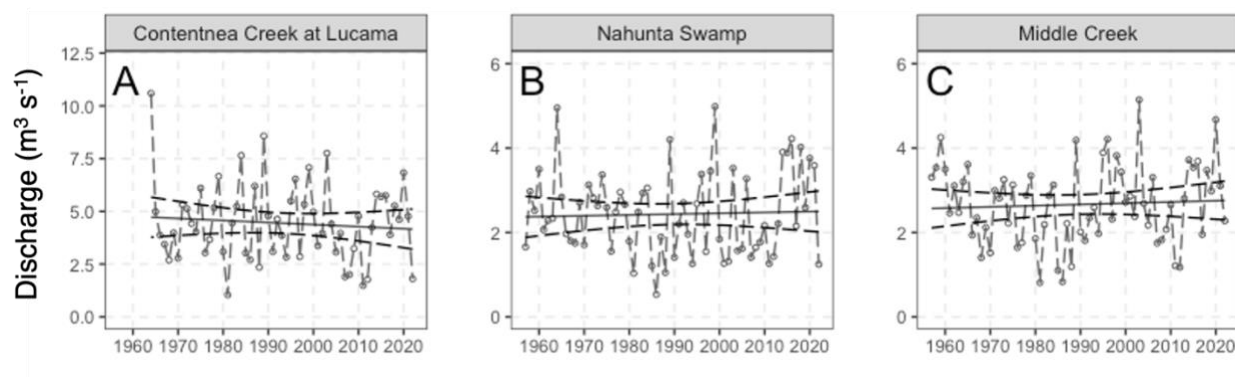 Contentnea Creek at Lucama
Nahunta Swamp
Middle Creek
Discharge (m³ s⁻¹)
A
12.5
10.0
7.5
5.0
2.5
0.0
1960 1970 1980 1990 2000 2010 2020
B
6
4
2
0
1960 1970 1980 1990 2000 2010 2020
C
6
4
2
0
1960 1970 1980 1990 2000 2010 2020